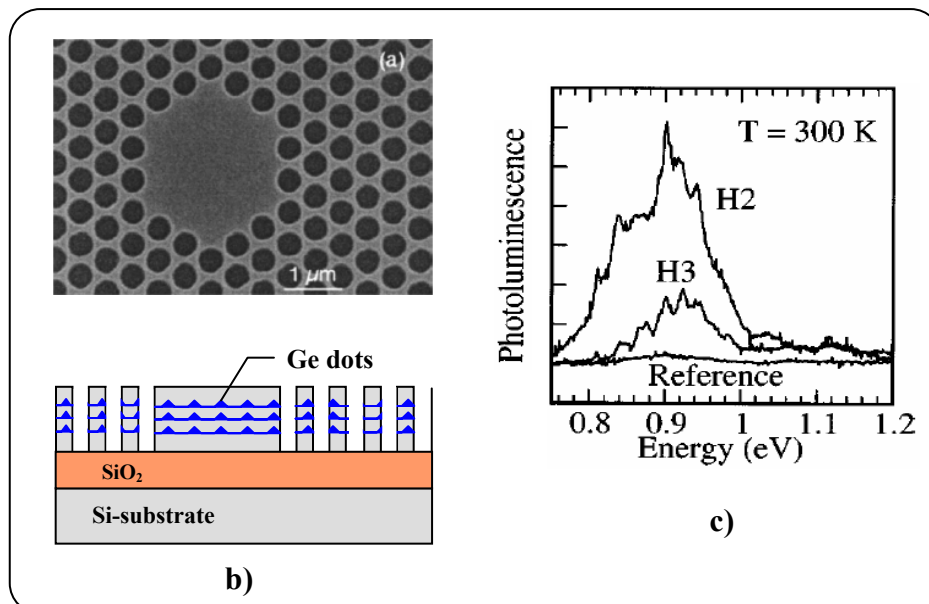 (a)
1 µm
Ge dots
SiO₂
Si-substrate
b)
T = 300 K
H2
H3
Reference
Photoluminescence
0.8 0.9 1 1.1 1.2
Energy (eV)
c)